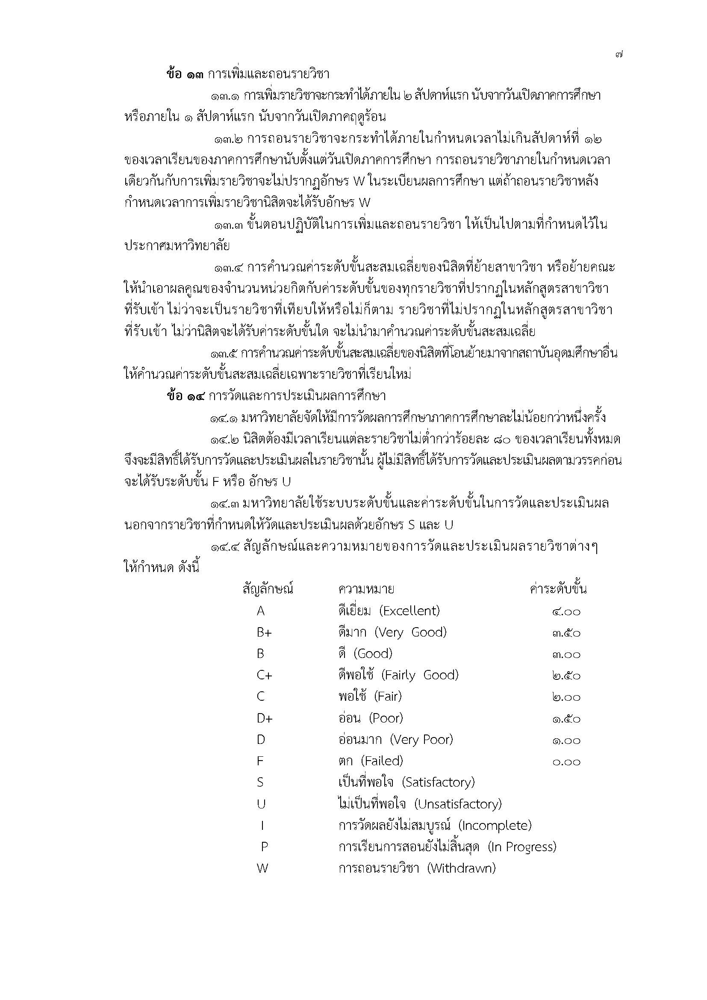 ๗
ข้อ ๑๓ การเพิ่มและถอนรายวิชา
๑๓.๑ การเพิ่มรายวิชาจะกระทำได้ภายใน ๒ สัปดาห์แรก นับจากวันเปิดภาคการศึกษา
หรือภายใน ๑ สัปดาห์แรก นับจากวันเปิดภาคฤดูร้อน
๑๓.๒ การถอนรายวิชาจะกระทำได้ภายในกำหนดเวลาไม่เกินสัปดาห์ที่ ๑๒
ของเวลาเรียนของภาคการศึกษานับตั้งแต่วันเปิดภาคการศึกษา การถอนรายวิชาภายในกำหนดเวลา
เดียวกันกับการเพิ่มรายวิชาจะไม่ปรากฏอักษร W ในระเบียนผลการศึกษา แต่ถ้าถอนรายวิชาหลัง
กำหนดเวลาการเพิ่มรายวิชานิสิตจะได้รับอักษร W
๑๓.๓ ขั้นตอนปฏิบัติในการเพิ่มและถอนรายวิชา ให้เป็นไปตามที่กำหนดไว้ใน
ประกาศมหาวิทยาลัย
๑๓.๔ การคำนวณค่าระดับขั้นสะสมเฉลี่ยของนิสิตที่ย้ายสาขาวิชา หรือย้ายคณะ
ให้นำเอาผลคูณของจำนวนหน่วยกิตกับค่าระดับขั้นของทุกรายวิชาที่ปรากฏในหลักสูตรสาขาวิชา
ที่รับเข้า ไม่ว่าจะเป็นรายวิชาที่เทียบให้หรือไม่ก็ตาม รายวิชาที่ไม่ปรากฏในหลักสูตรสาขาวิชา
ที่รับเข้า ไม่ว่านิสิตจะได้รับค่าระดับขั้นใด จะไม่นำมาคำนวณค่าระดับขั้นสะสมเฉลี่ย
๑๓.๕ การคำนวณค่าระดับขั้นสะสมเฉลี่ยของนิสิตที่โอนย้ายมาจากสถาบันอุดมศึกษาอื่น
ให้คำนวณค่าระดับขั้นสะสมเฉลี่ยเฉพาะรายวิชาที่เรียนใหม่
ข้อ ๑๔ การวัดและการประเมินผลการศึกษา
๑๔.๑ มหาวิทยาลัยจัดให้มีการวัดผลการศึกษาภาคการศึกษาละไม่น้อยกว่าหนึ่งครั้ง
๑๔.๒ นิสิตต้องมีเวลาเรียนแต่ละรายวิชาไม่ต่ำกว่าร้อยละ ๘๐ ของเวลาเรียนทั้งหมด
จึงจะมีสิทธิ์ได้รับการวัดและประเมินผลในรายวิชานั้น ผู้ไม่มีสิทธิ์ได้รับการวัดและประเมินผลตามวรรคก่อน
จะได้รับระดับขั้น F หรือ อักษร U
๑๔.๓ มหาวิทยาลัยใช้ระบบระดับขั้นและค่าระดับขั้นในการวัดและประเมินผล
นอกจากรายวิชาที่กำหนดให้วัดและประเมินผลด้วยอักษร S และ U
๑๔.๔ สัญลักษณ์และความหมายของการวัดและประเมินผลรายวิชาต่างๆ
ให้กำหนด ดังนี้
สัญลักษณ์ ความหมาย ค่าระดับขั้น
A ดีเยี่ยม (Excellent) ๔.๐๐
B+ ดีมาก (Very Good) ๓.๕๐
B ดี (Good) ๓.๐๐
C+ ดีพอใช้ (Fairly Good) ๒.๕๐
C พอใช้ (Fair) ๒.๐๐
D+ อ่อน (Poor) ๑.๕๐
D อ่อนมาก (Very Poor) ๑.๐๐
F ตก (Failed) ๐.๐๐
S เป็นที่พอใจ (Satisfactory)
U ไม่เป็นที่พอใจ (Unsatisfactory)
I การวัดผลยังไม่สมบูรณ์ (Incomplete)
P การเรียนการสอนยังไม่สิ้นสุด (In Progress)
W การถอนรายวิชา (Withdrawn)